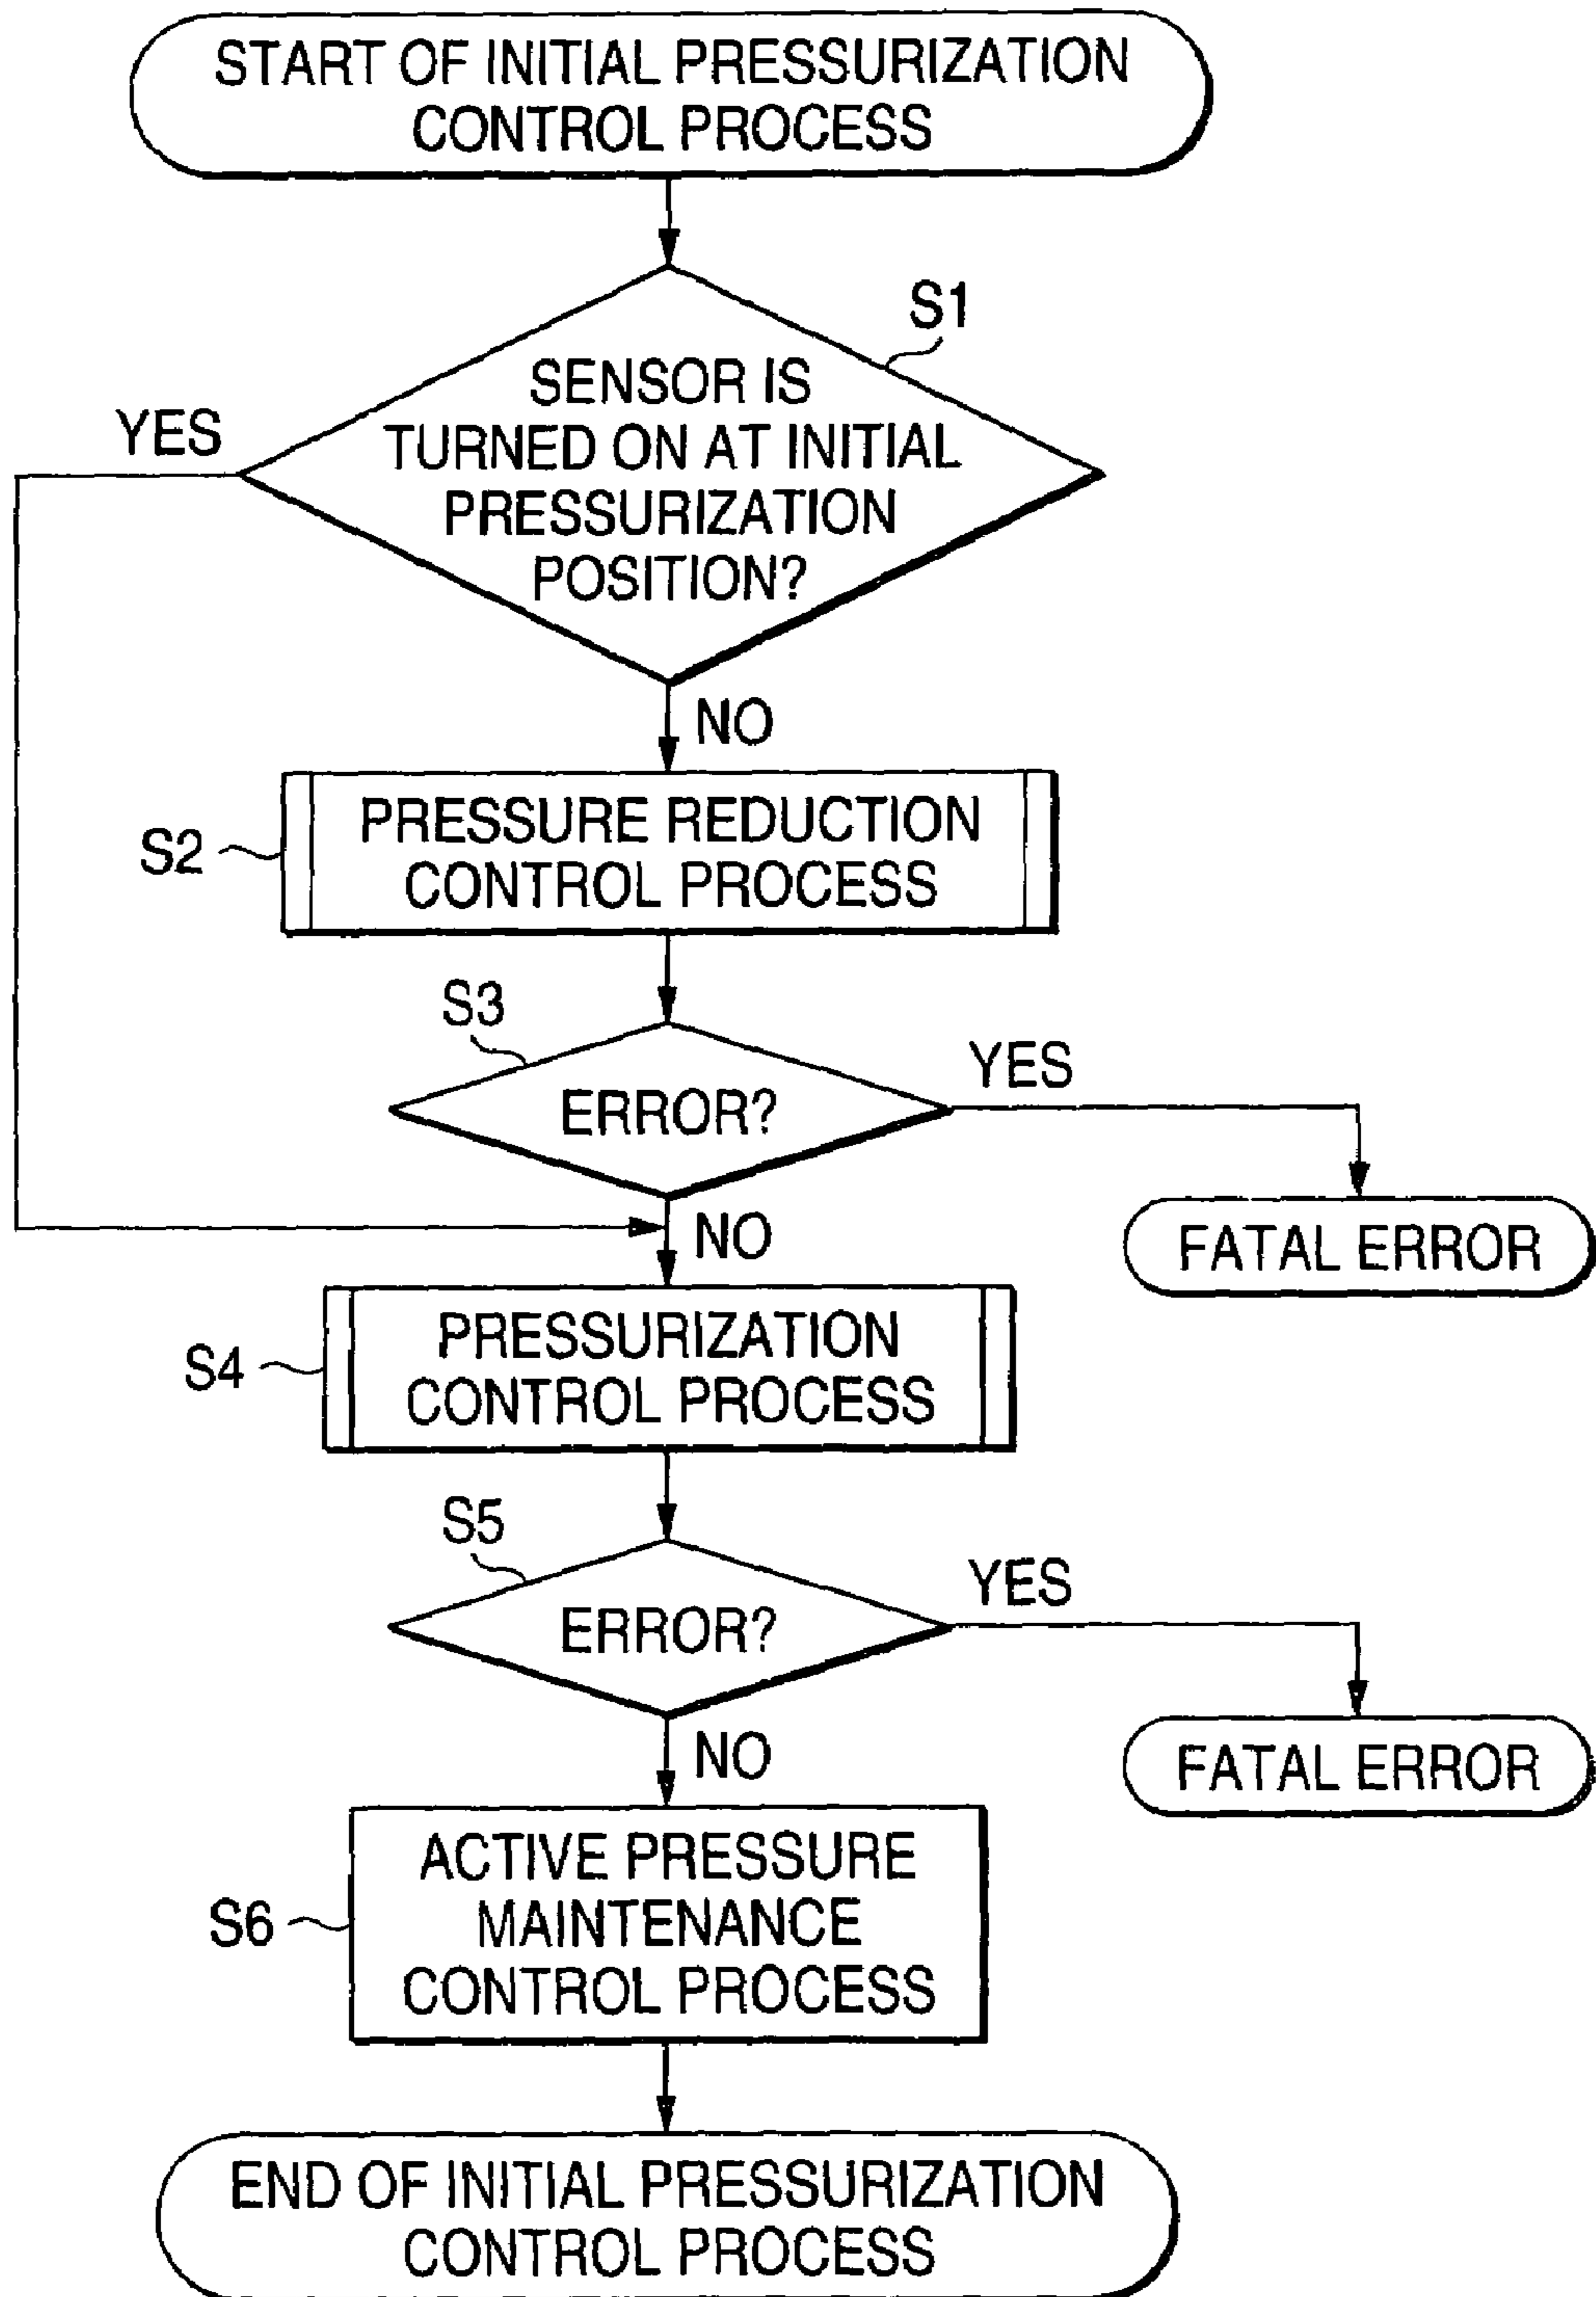 START OF INITIAL PRESSURIZATION
CONTROL PROCESS
S1
SENSOR IS
TURNED ON AT INITIAL
PRESSURIZATION
POSITION?
YES
NO
S2
PRESSURE REDUCTION
CONTROL PROCESS
S3
ERROR?
YES
NO
FATAL ERROR
S4
PRESSURIZATION
CONTROL PROCESS
S5
ERROR?
YES
NO
FATAL ERROR
S6
ACTIVE PRESSURE
MAINTENANCE
CONTROL PROCESS
END OF INITIAL PRESSURIZATION
CONTROL PROCESS